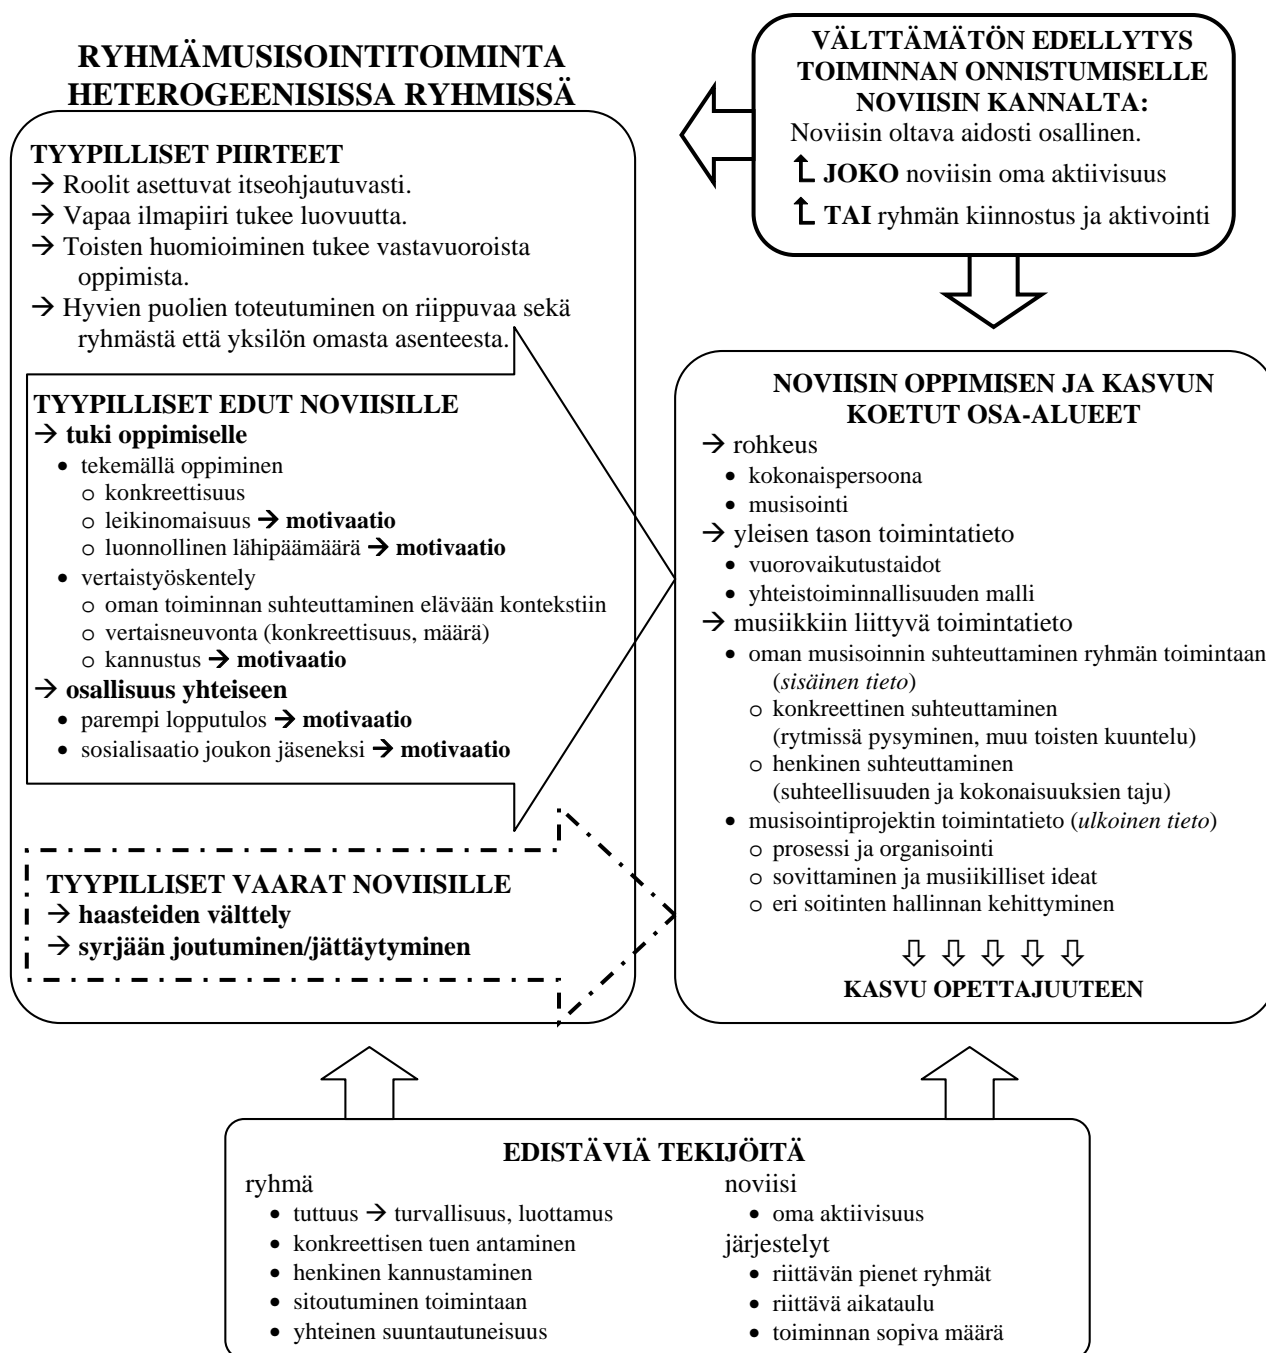 RYHMÄMUSISOINTITOIMINTA
HETEROGEENISISSA RYHMISSÄ
TYYPILLISET PIIRTEET
→ Roolit asettuvat itseohjautuvasti.
→ Vapaa ilmapiiri tukee luovuutta.
→ Toisten huomioiminen tukee vastavuoroista
oppimista.
→ Hyvien puolien toteutuminen on riippuvaa sekä
ryhmästä että yksilön omasta asenteesta.
TYYPILLISET EDUT NOVIISILLE
→ tuki oppimiselle
• tekemällä oppiminen
o konkreettisuus
o leikinomaisuus → motivaatio
o luonnollinen lähipäämäärä → motivaatio
• vertaistyöskentely
o oman toiminnan suhteuttaminen elävään kontekstiin
o vertaisneuvonta (konkreettisuus, määrä)
o kannustus → motivaatio
→ osallisuus yhteiseen
• parempi lopputulos → motivaatio
• sosialisaatio joukon jäseneksi → motivaatio
TYYPILLISET VAARAT NOVIISILLE
→ haasteiden välttely
→ syrjään joutuminen/jättäytyminen
VÄLTTÄMÄTÖN EDELLYTYS
TOIMINNAN ONNISTUMISELLE
NOVIISIN KANNALTA:
Noviisin oltava aidosti osallinen.
JOKO noviisin oma aktiivisuus
TAI ryhmän kiinnostus ja aktivointi
NOVIISIN OPPIMISEN JA KASVUN
KOETUT OSA-ALUEET
→ rohkeus
• kokonaispersoona
• musisointi
→ yleisen tason toimintatieto
• vuorovaikutustaidot
• yhteistoiminnallisuuden malli
→ musiikkiin liittyvä toimintatieto
• oman musisoinnin suhteuttaminen ryhmän toimintaan
(sisäinen tieto)
o konkreettinen suhteuttaminen
(rytmissä pysyminen, muu toisten kuuntelu)
o henkinen suhteuttaminen
(suhteellisuuden ja kokonaisuuksien taju)
• musisointiprojektin toimintatieto (ulkoinen tieto)
o prosessi ja organisointi
o sovittaminen ja musiikilliset ideat
o eri soitinten hallinnan kehittyminen
KASVU OPETTAJUUTEEN
EDISTÄVIÄ TEKIJÖITÄ
ryhmä
• tuttuus → turvallisuus, luottamus
• konkreettisen tuen antaminen
• henkinen kannustaminen
• sitoutuminen toimintaan
• yhteinen suuntautuneisuus
noviisi
• oma aktiivisuus
järjestelyt
• riittävän pienet ryhmät
• riittävä aikataulu
• toiminnan sopiva määrä